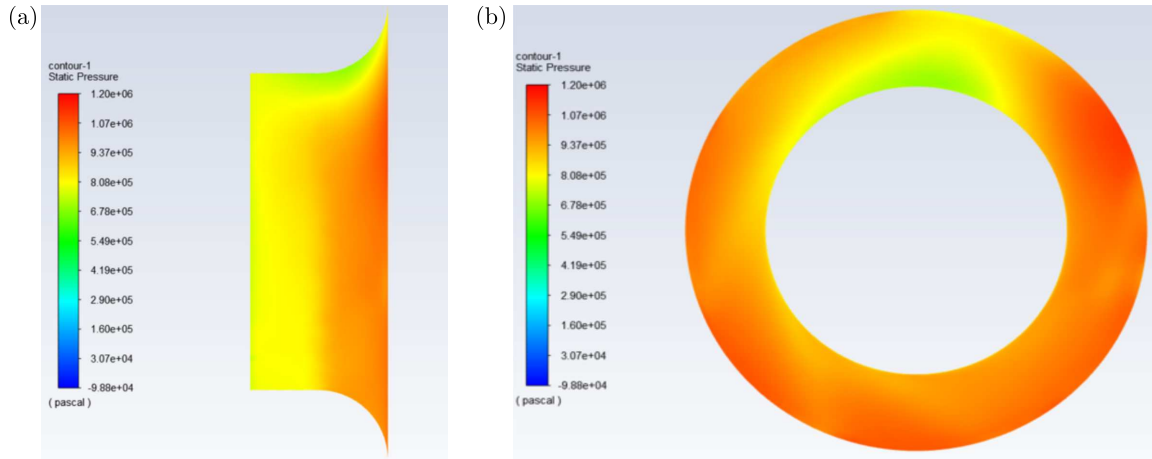 (a)
contour-1
Static Pressure
1.20e+06
1.07e+06
9.37e+05
8.08e+05
6.78e+05
5.49e+05
4.19e+05
2.90e+05
1.60e+05
3.07e+04
-9.88e+04
( pascal )
(b)
contour-1
Static Pressure
1.20e+06
1.07e+06
9.37e+05
8.08e+05
6.78e+05
5.49e+05
4.19e+05
2.90e+05
1.60e+05
3.07e+04
-9.88e+04
( pascal )